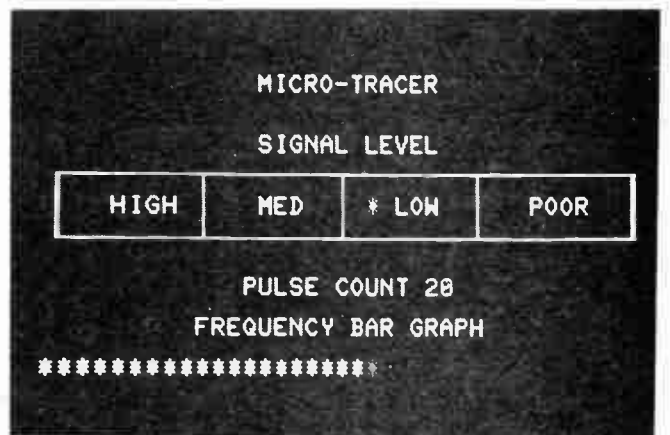 MICRO-TRACER
SIGNAL LEVEL
HIGH MED * LOW POOR
PULSE COUNT 20
FREQUENCY BAR GRAPH
*********************